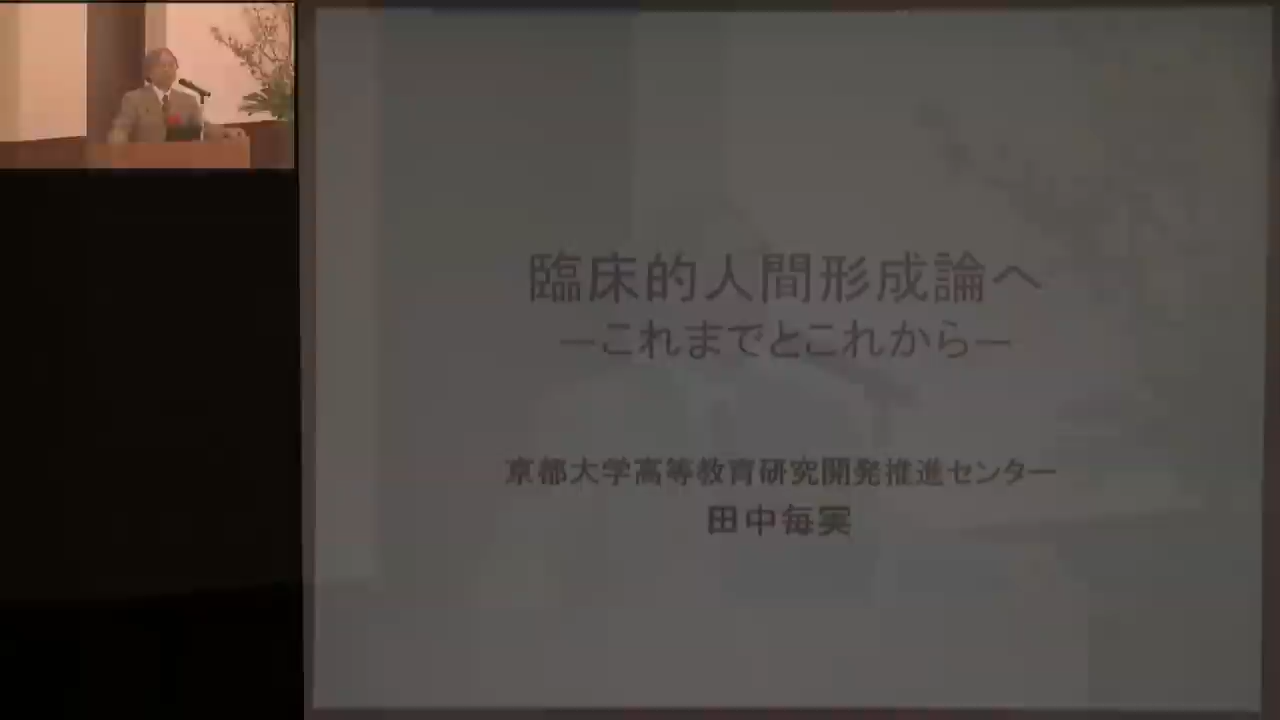 臨床的人間形成論へ
―これまでとこれから―
京都大学高等教育研究開発推進センター
田中毎実